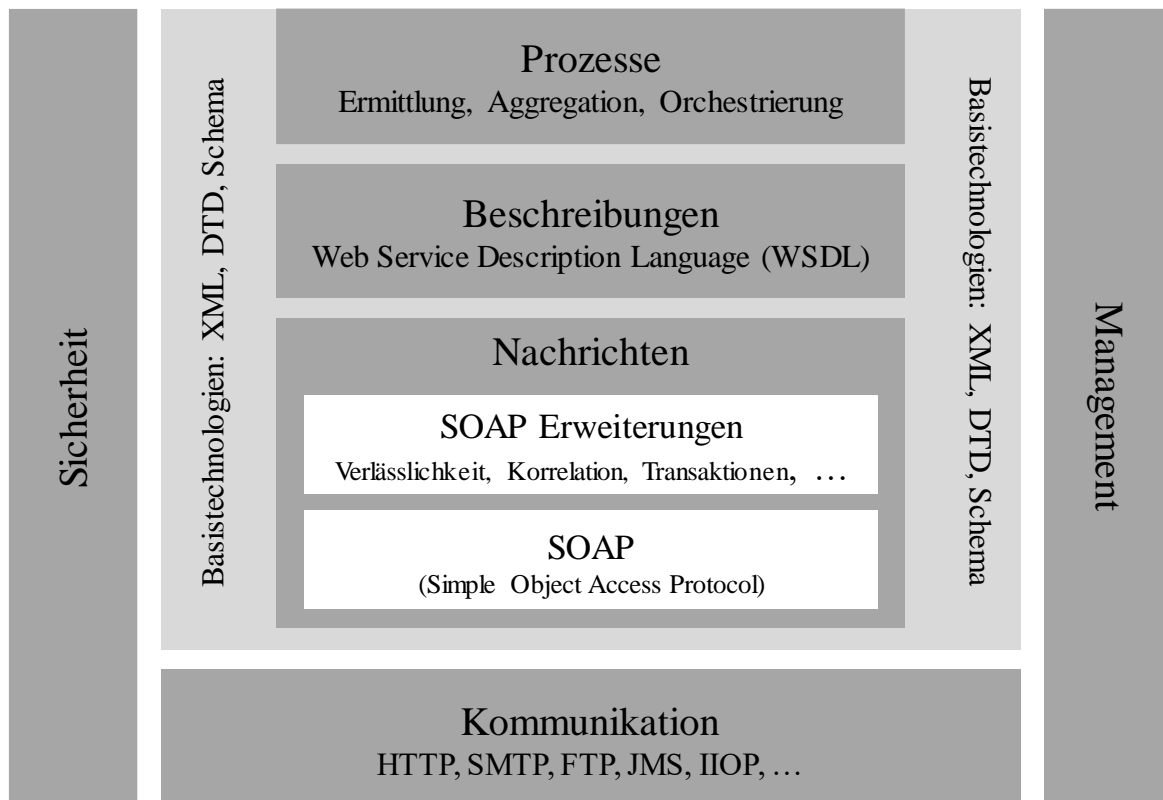 Sicherheit
Basistechnologien: XML, DTD, Schema
Prozesse
Ermittlung, Aggregation, Orchestrierung
Beschreibungen
Web Service Description Language (WSDL)
Nachrichten
SOAP Erweiterungen
Verlässlichkeit, Korrelation, Transaktionen, …
SOAP
(Simple Object Access Protocol)
Basistechnologien: XML, DTD, Schema
Management
Kommunikation
HTTP, SMTP, FTP, JMS, IIOP, …